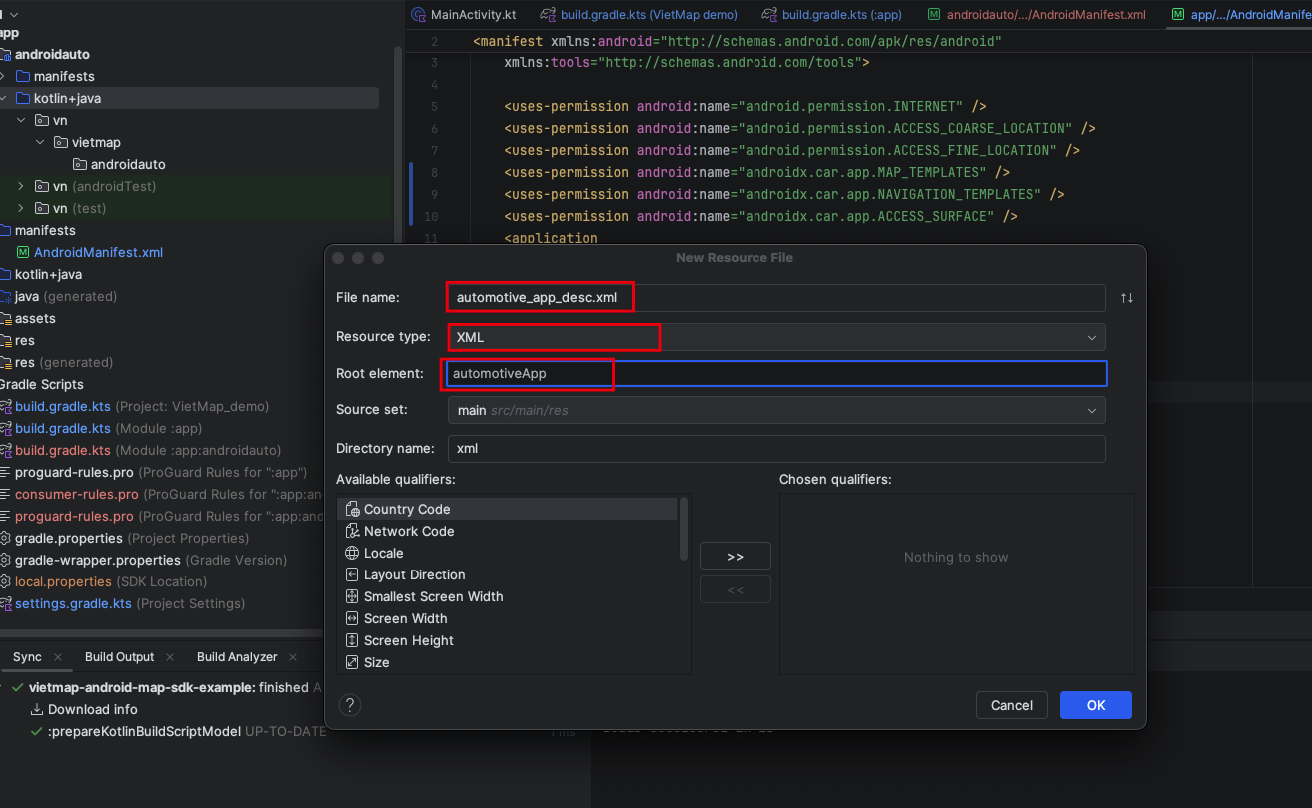 MainActivity.kt
build.gradle.kts (VietMap demo)
build.gradle.kts (:app)
androidauto/.../AndroidManifest.xml
app/.../AndroidManife
app
androidauto
manifests
kotlin+java
vn
vietmap
androidauto
vn (androidTest)
vn (test)
manifests
AndroidManifest.xml
kotlin+java
java (generated)
assets
res
res (generated)
Gradle Scripts
build.gradle.kts (Project: VietMap_demo)
build.gradle.kts (Module :app)
build.gradle.kts (Module :app:androidauto)
proguard-rules.pro (ProGuard Rules for ":app")
consumer-rules.pro (ProGuard Rules for ":app:and
proguard-rules.pro (ProGuard Rules for ":app:and
gradle.properties (Project Properties)
gradle-wrapper.properties (Gradle Version)
local.properties (SDK Location)
settings.gradle.kts (Project Settings)
2 <manifest xmlns:android="http://schemas.android.com/apk/res/android"
3 xmlns:tools="http://schemas.android.com/tools">
4
5 <uses-permission android:name="android.permission.INTERNET" />
6 <uses-permission android:name="android.permission.ACCESS_COARSE_LOCATION" />
7 <uses-permission android:name="android.permission.ACCESS_FINE_LOCATION" />
8 <uses-permission android:name="androidx.car.app.MAP_TEMPLATES" />
9 <uses-permission android:name="androidx.car.app.NAVIGATION_TEMPLATES" />
10 <uses-permission android:name="androidx.car.app.ACCESS_SURFACE" />
11 <application
New Resource File
File name: automotive_app_desc.xml
Resource type: XML
Root element: automotiveApp
Source set: main src/main/res
Directory name: xml
Available qualifiers:
Chosen qualifiers:
Country Code
Network Code
Locale
Layout Direction
Smallest Screen Width
Screen Width
Screen Height
Size
>>
<<
Nothing to show
?
Cancel
OK
Sync
Build Output
Build Analyzer
vietmap-android-map-sdk-example: finished A
Download info
:prepareKotlinBuildScriptModel UP-TO-DATE